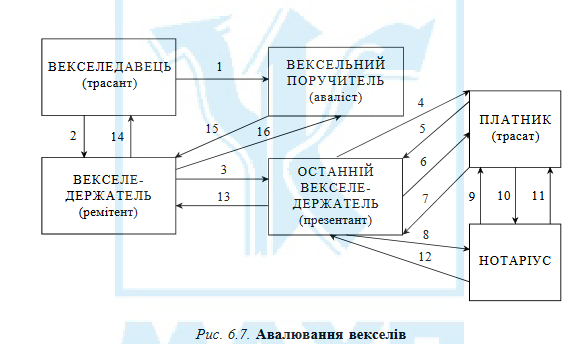 ВЕКСЕЛЕДАВЕЦЬ
(трасант)
1
ВЕКСЕЛЬНИЙ
ПОРУЧИТЕЛЬ
(аваліст)
4
5
ПЛАТНИК
(трасат)
2
14
15
16
6
ВЕКСЕЛЕ-
ДЕРЖАТЕЛЬ
(ремітент)
3
13
ОСТАННІЙ
ВЕКСЕЛЕ-
ДЕРЖАТЕЛЬ
(презентант)
7
9
10
11
8
12
НОТАРІУС
Рис. 6.7. Авалювання векселів